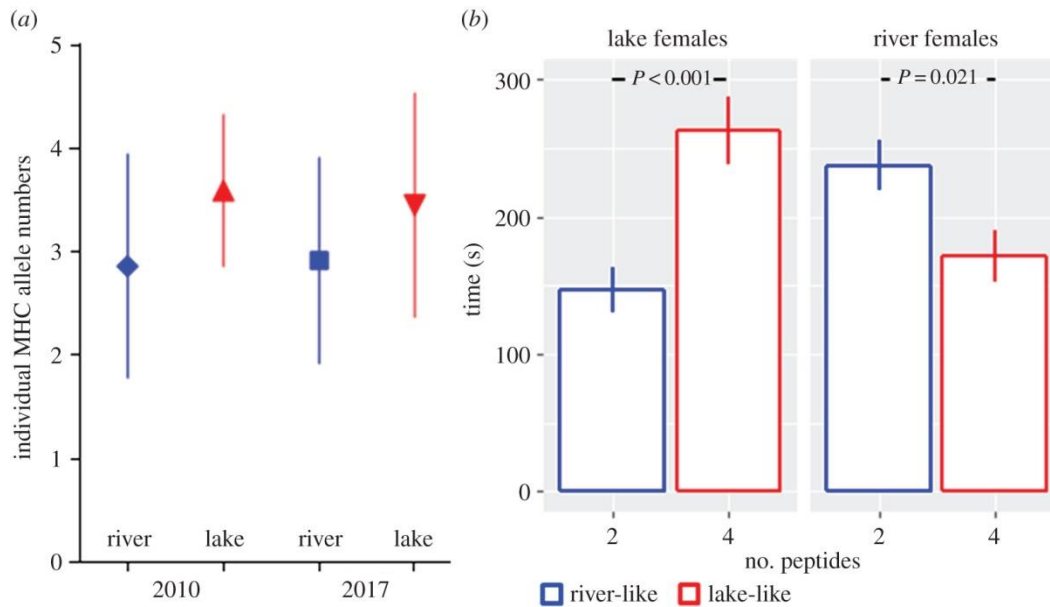 (a)
individual MHC allele numbers
5
4
3
2
1
0
river lake river lake
2010 2017
(b)
lake females river females
P < 0.001 P = 0.021
time (s)
300
200
100
0
2 4 2 4
no. peptides
river-like lake-like